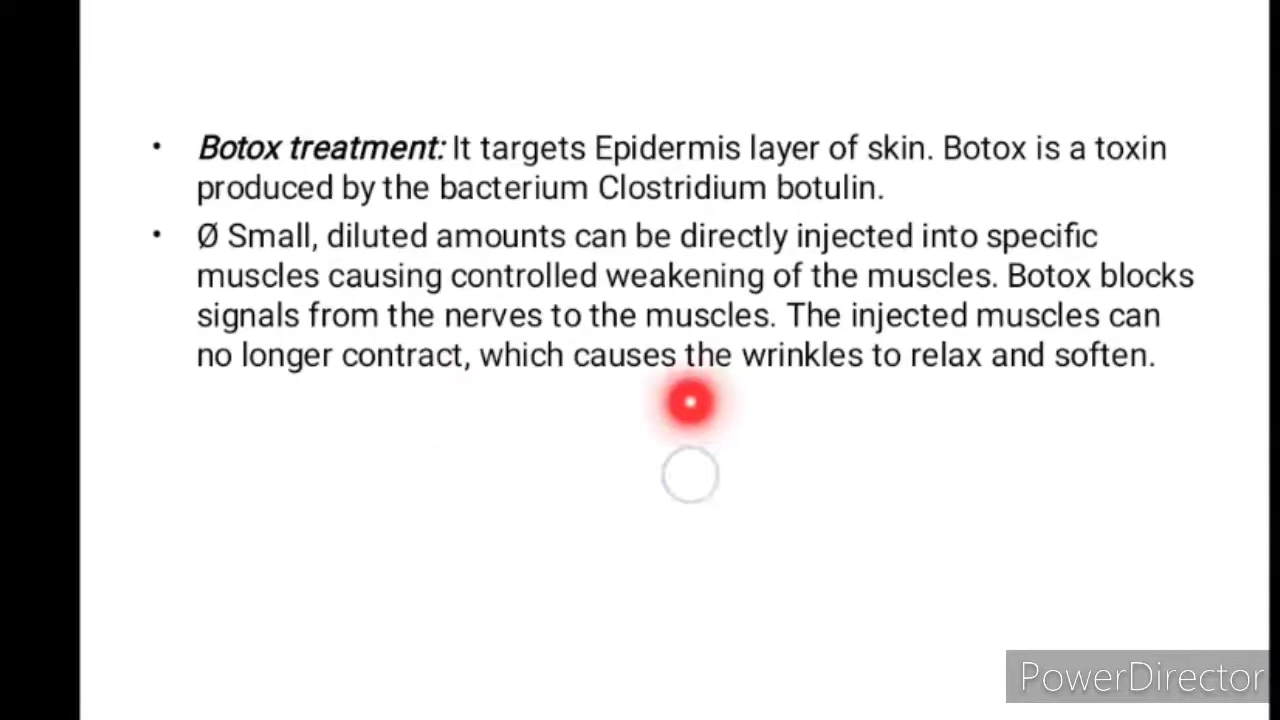 • Botox treatment: It targets Epidermis layer of skin. Botox is a toxin
produced by the bacterium Clostridium botulin.
• Ø Small, diluted amounts can be directly injected into specific
muscles causing controlled weakening of the muscles. Botox blocks
signals from the nerves to the muscles. The injected muscles can
no longer contract, which causes the wrinkles to relax and soften.
PowerDirector